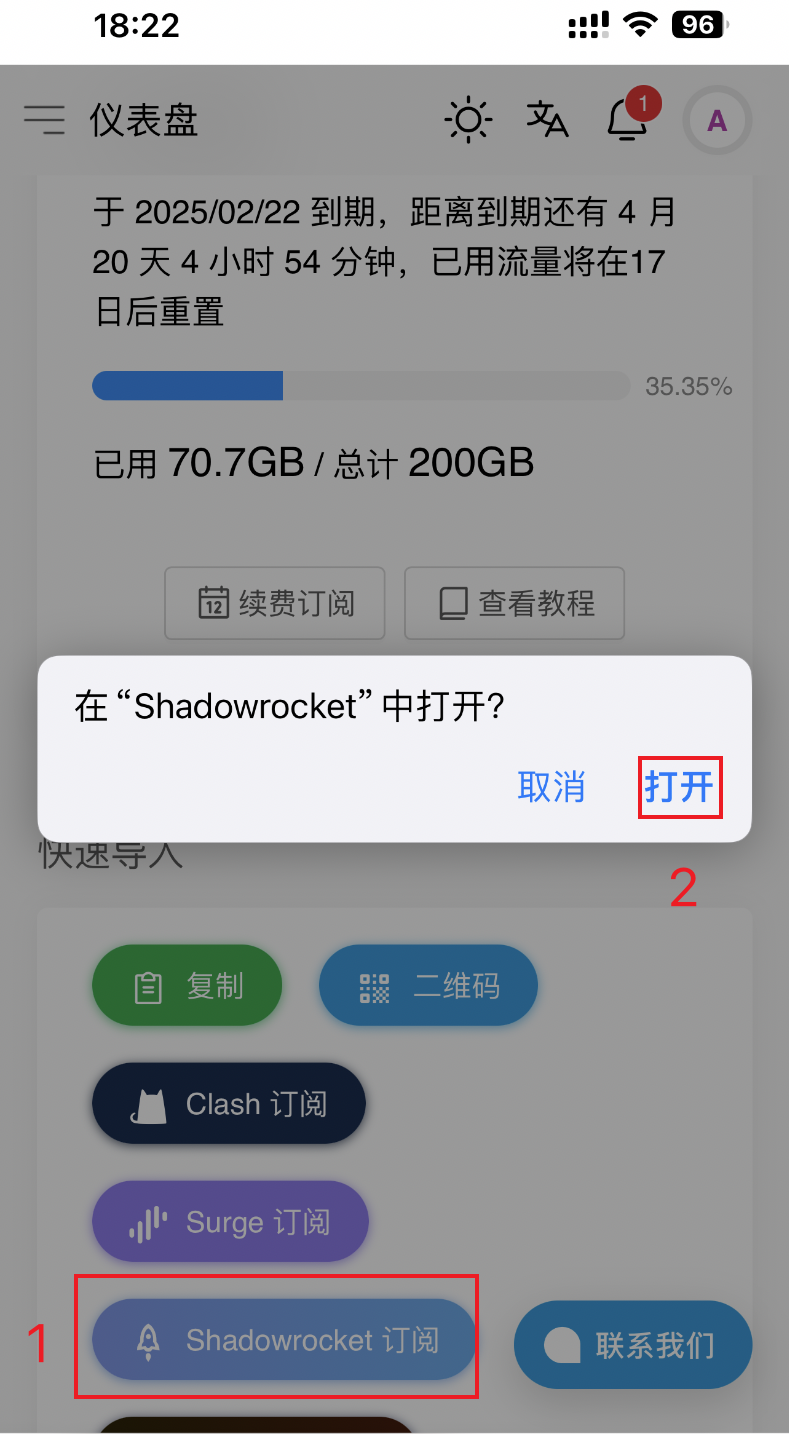 18:22
96
仪表盘
1
A
于 2025/02/22 到期，距离到期还有 4 月
20 天 4 小时 54 分钟，已用流量将在17
日后重置
35.35%
已用 70.7GB / 总计 200GB
12 续费订阅
查看教程
在“Shadowrocket”中打开?
取消
打开
快速导入
2
复制
二维码
Clash 订阅
Surge 订阅
1
Shadowrocket 订阅
联系我们